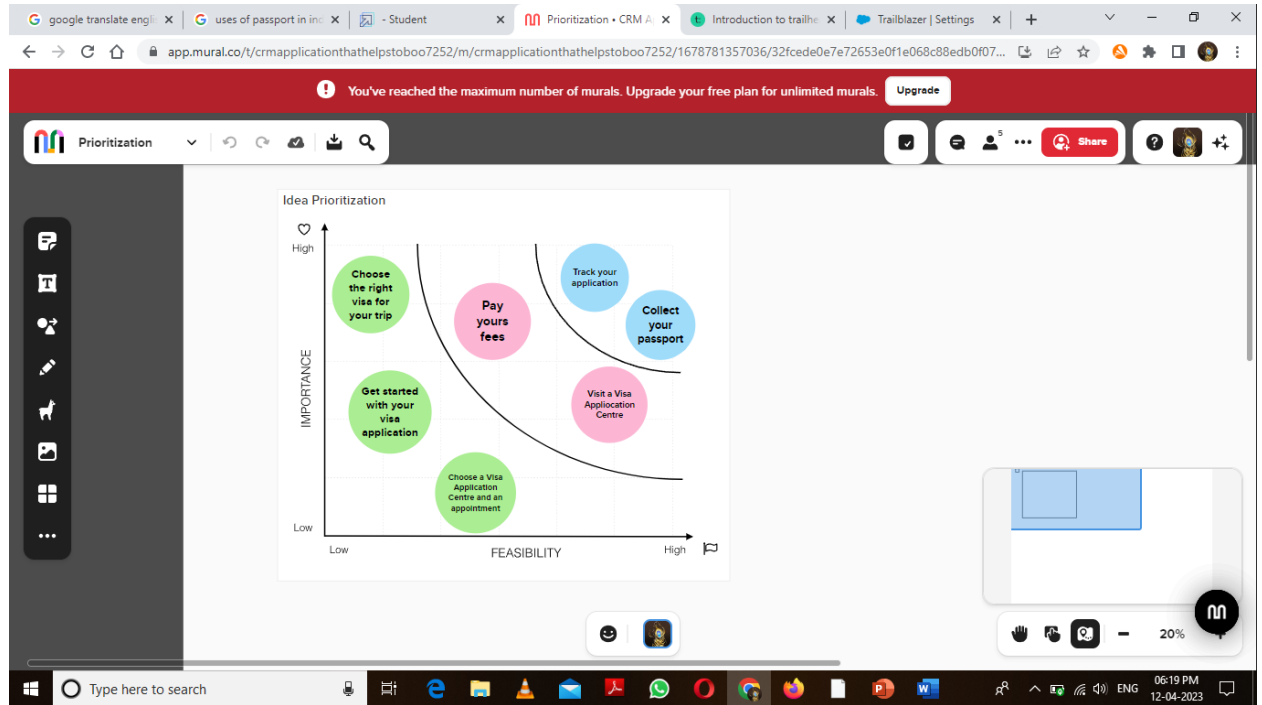 google translate engli
uses of passport in inc
- Student
Prioritization • CRM A
Introduction to trailhe
Trailblazer | Settings
app.mural.co/t/crmapplicationthathelpstoboo7252/m/crmapplicationthathelpstoboo7252/1678781357036/32fcede0e7e72653e0f1e068c88edb0f07...
You've reached the maximum number of murals. Upgrade your free plan for unlimited murals.
Upgrade
Prioritization
5
Share
Idea Prioritization
High
Choose
the right
visa for
your trip
Pay
yours
fees
Track your
application
Collect
your
passport
IMPORTANCE
Get started
with your
visa
application
Visit a Visa
Appliocation
Centre
Choose a Visa
Application
Centre and an
appointment
Low
Low
FEASIBILITY
High
20%
Type here to search
ENG
06:19 PM
12-04-2023